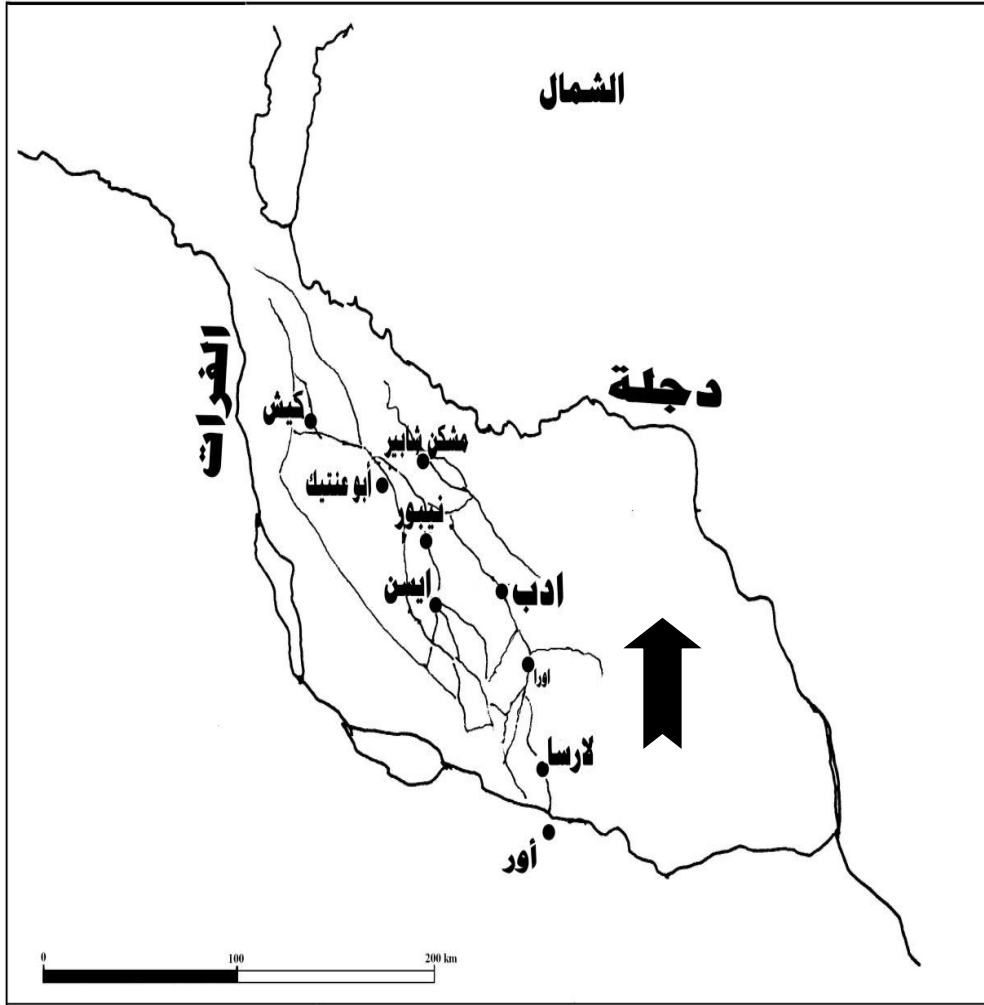 الشمال
الفرات
دجلة
كيش
مشكن شابير
أبو عنتيك
نيبور
ايسن
ادب
اورا
لارسا
أور
0 100 200 km